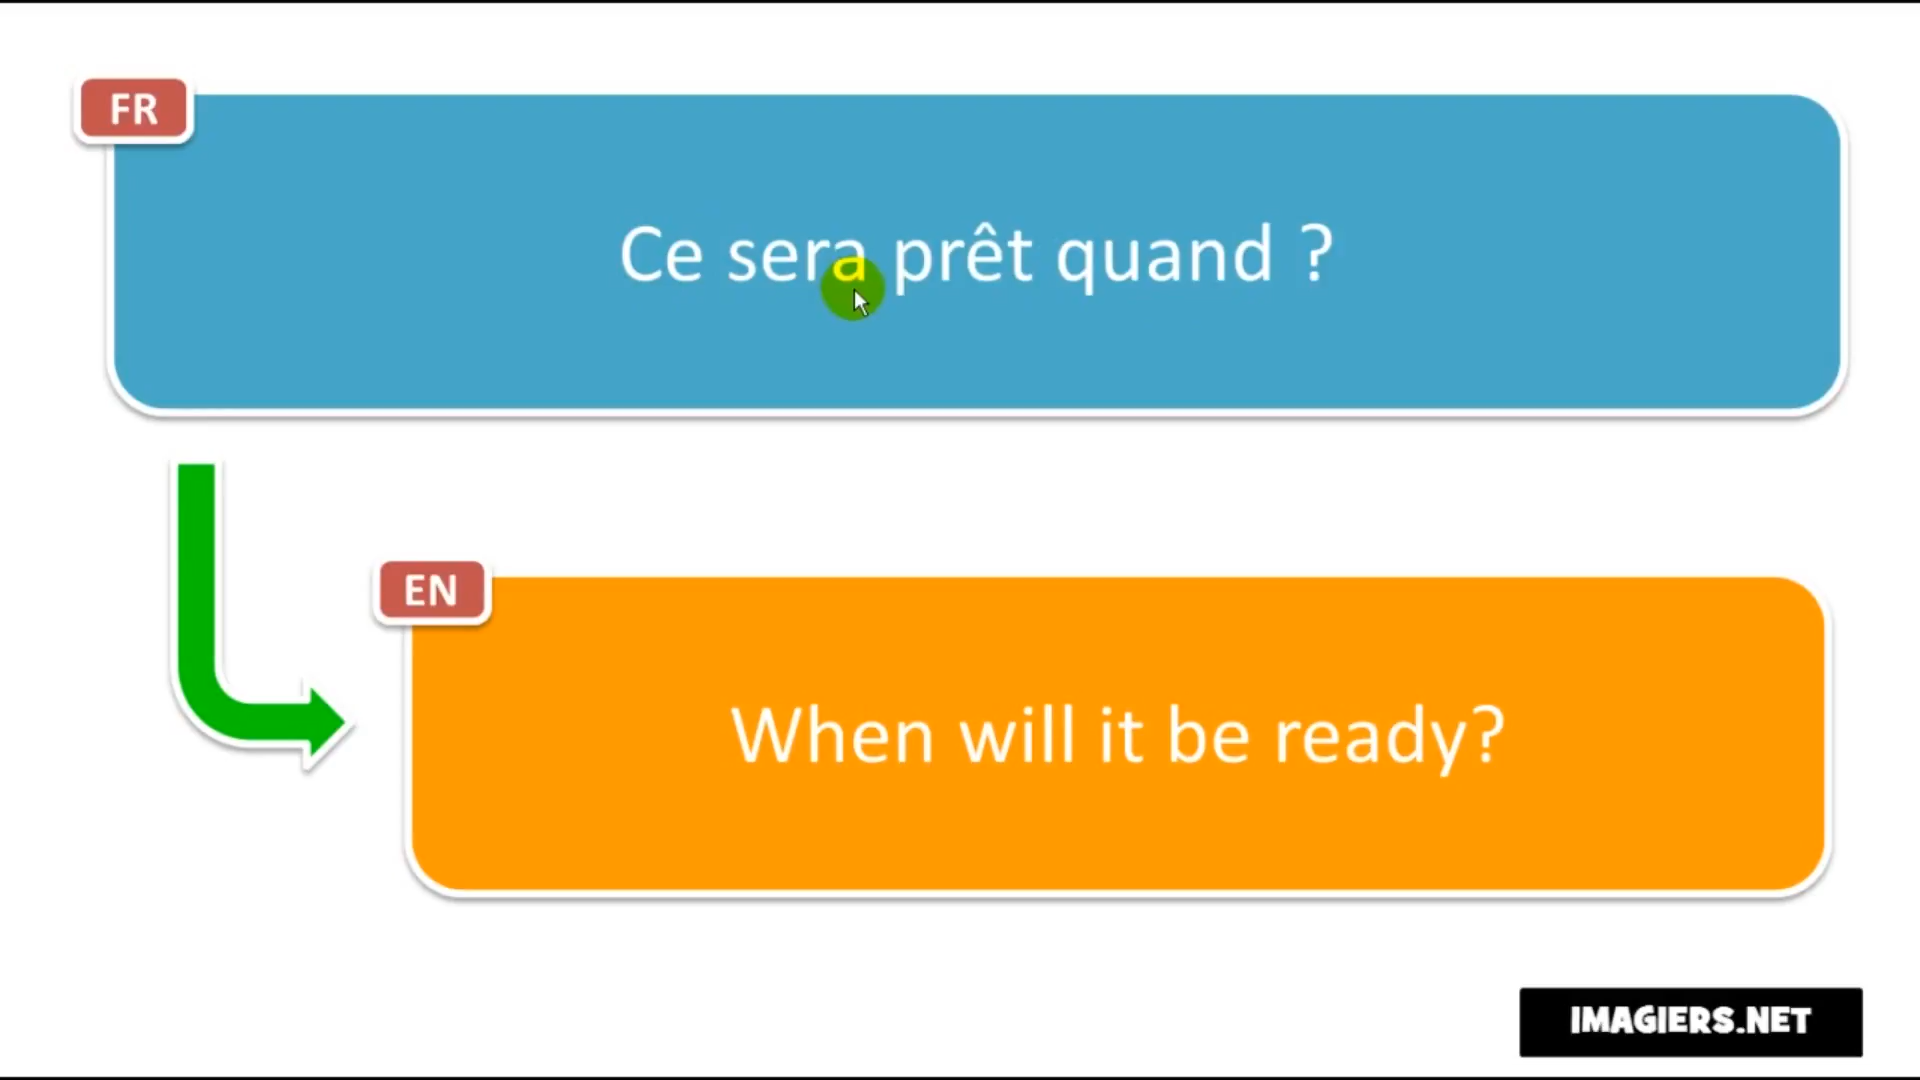 FR
Ce sera prêt quand ?
EN
When will it be ready?
IMAGIERS.NET